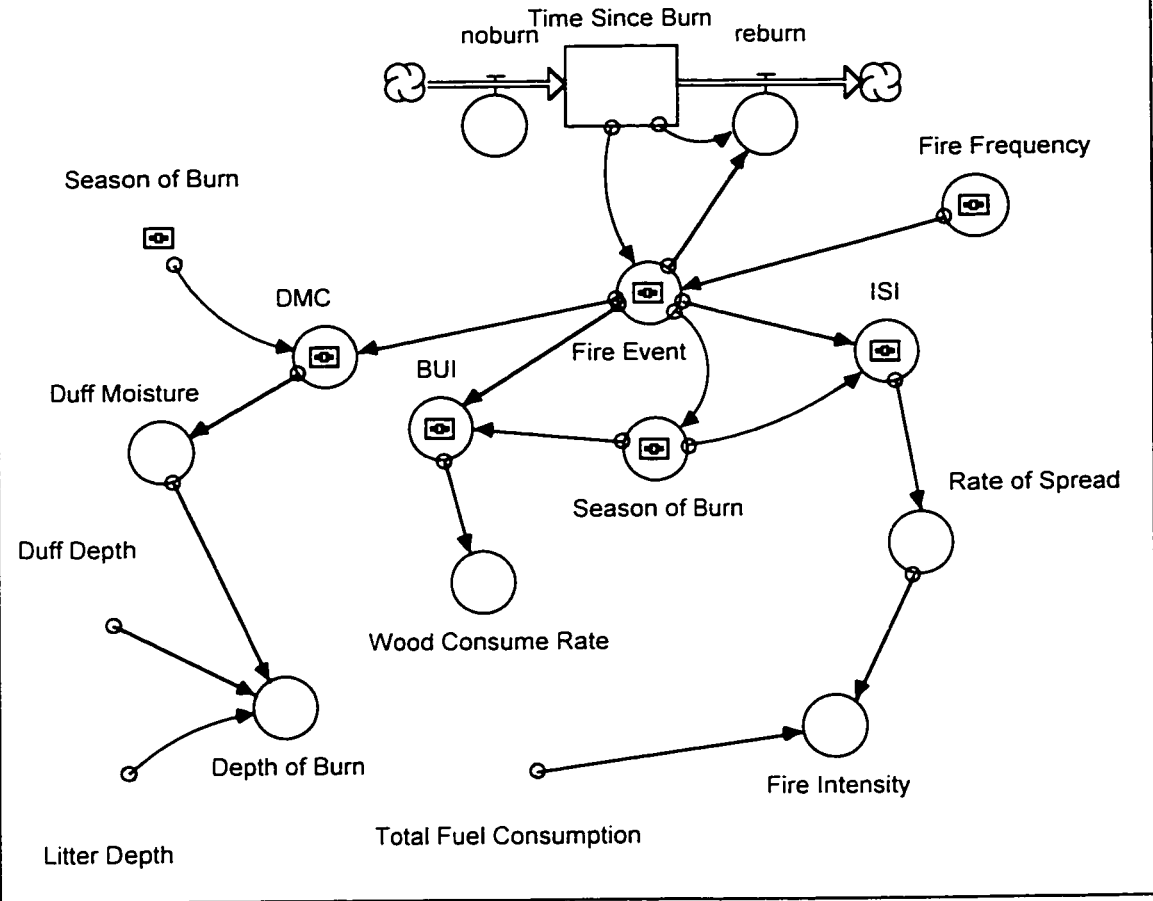 Time Since Burn
noburn
reburn
Fire Frequency
Season of Burn
DMC
ISI
Fire Event
BUI
Duff Moisture
Rate of Spread
Season of Burn
Duff Depth
Wood Consume Rate
Depth of Burn
Fire Intensity
Total Fuel Consumption
Litter Depth